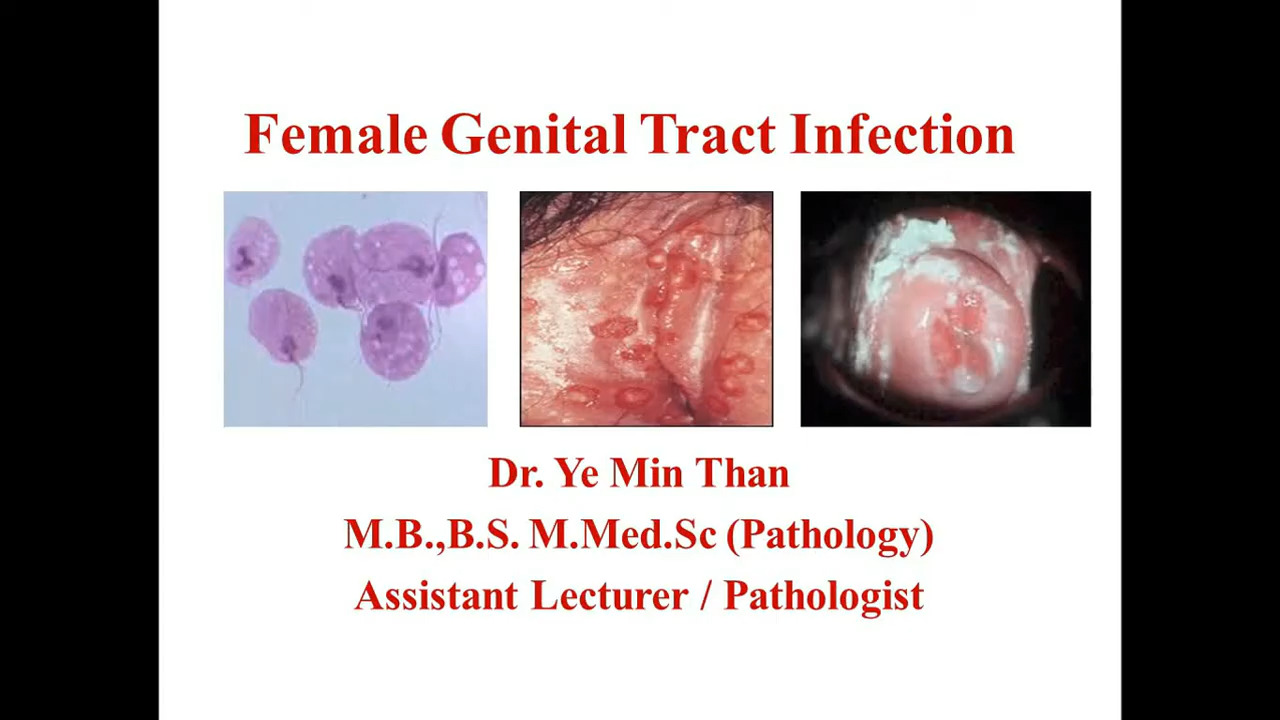 Female Genital Tract Infection
Dr. Ye Min Than
M.B.,B.S. M.Med.Sc (Pathology)
Assistant Lecturer / Pathologist